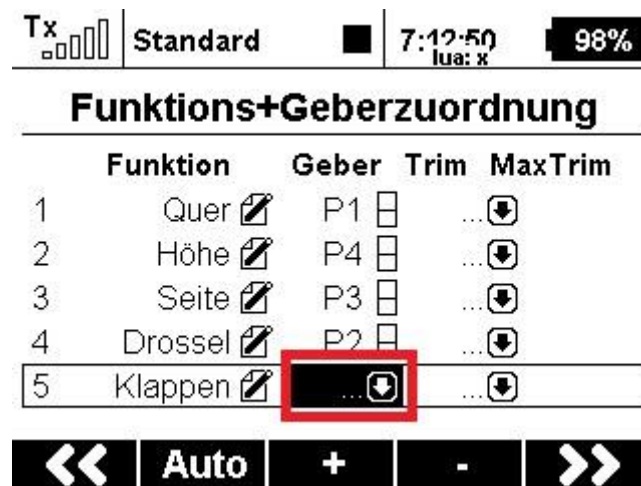 Tx Standard 7:12:50 98%
lua: x
Funktions+Geberzuordnung
Funktion Geber Trim MaxTrim
1 Quer P1 ...
2 Höhe P4 ...
3 Seite P3 ...
4 Drossel P2 ...
5 Klappen ... ...
<< Auto + - >>